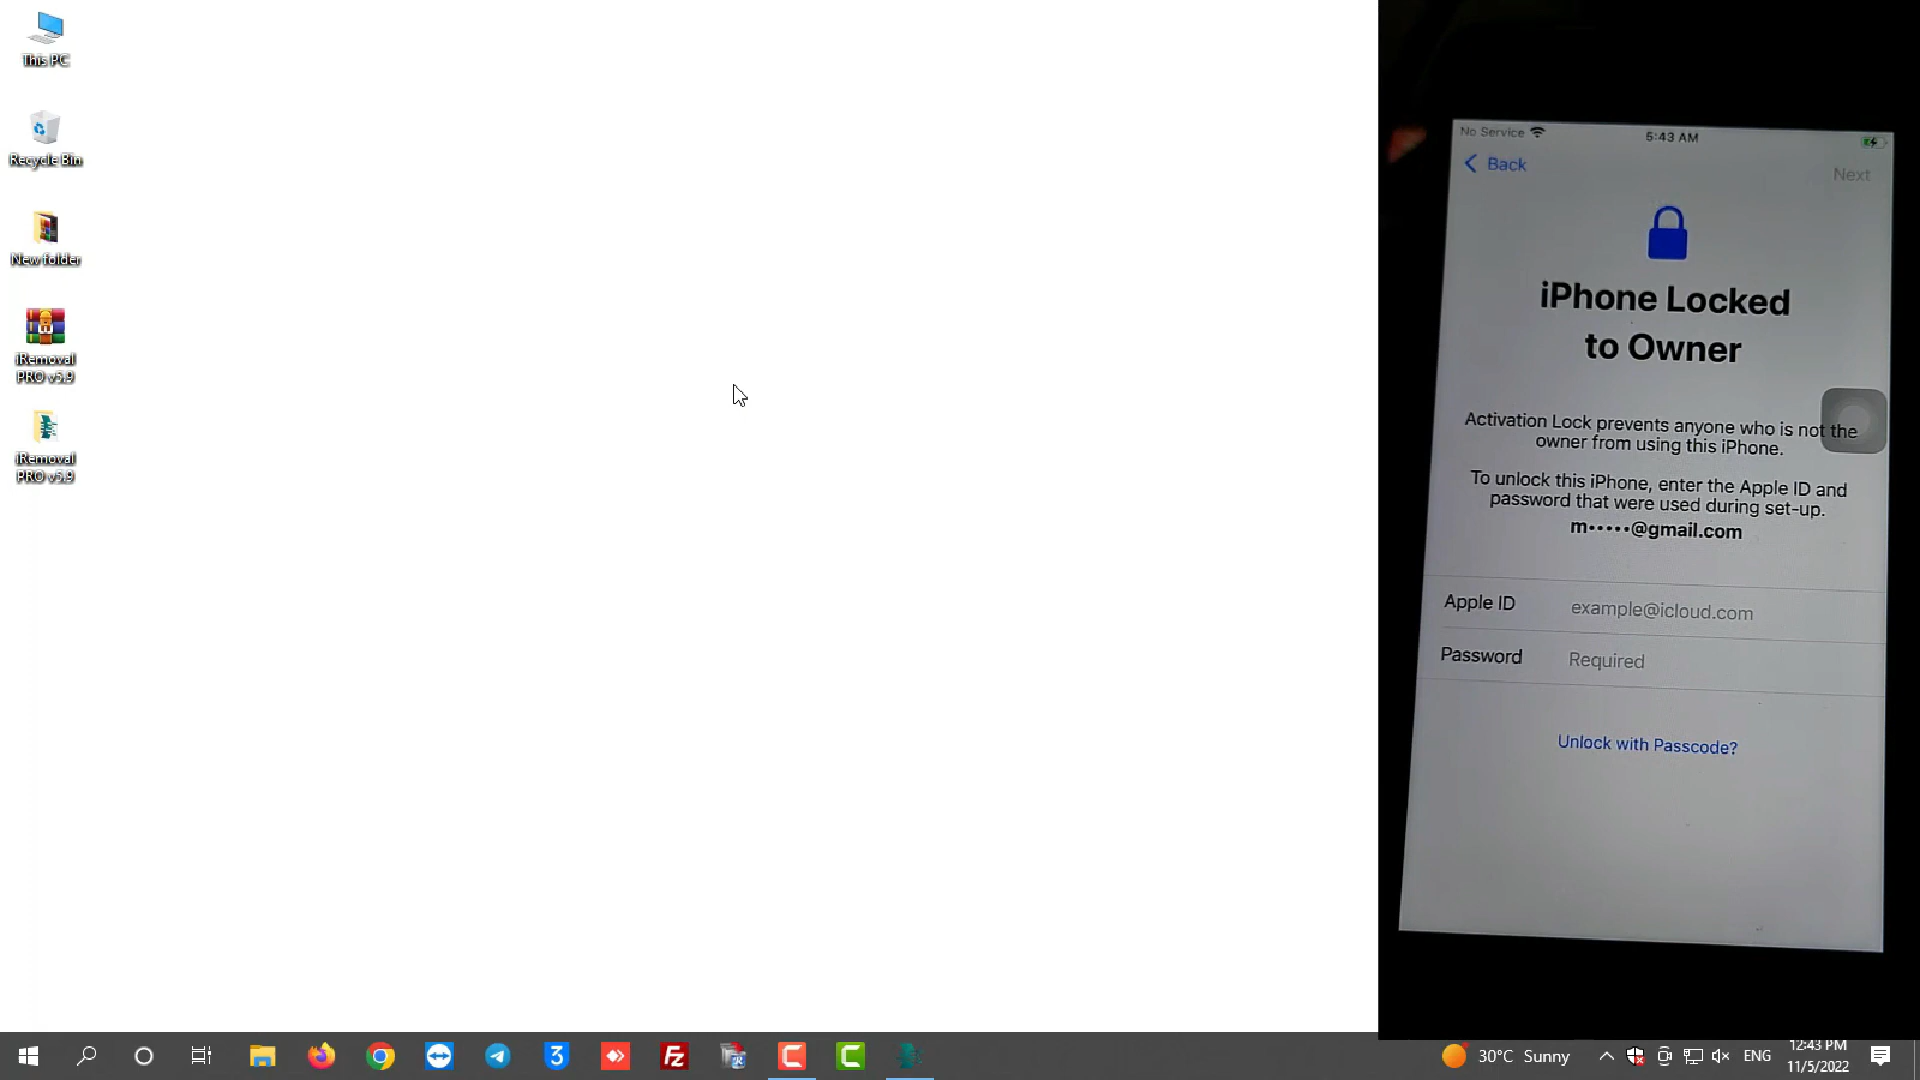 This PC
Recycle Bin
New folder
iRemoval
PRO v5.9
iRemoval
PRO v5.9
No Service
5:43 AM
Back
Next
iPhone Locked
to Owner
Activation Lock prevents anyone who is not the
owner from using this iPhone.
To unlock this iPhone, enter the Apple ID and
password that were used during set-up.
m•••••@gmail.com
Apple ID example@icloud.com
Password Required
Unlock with Passcode?
3
Fz
30°C Sunny
ENG
12:43 PM
11/5/2022